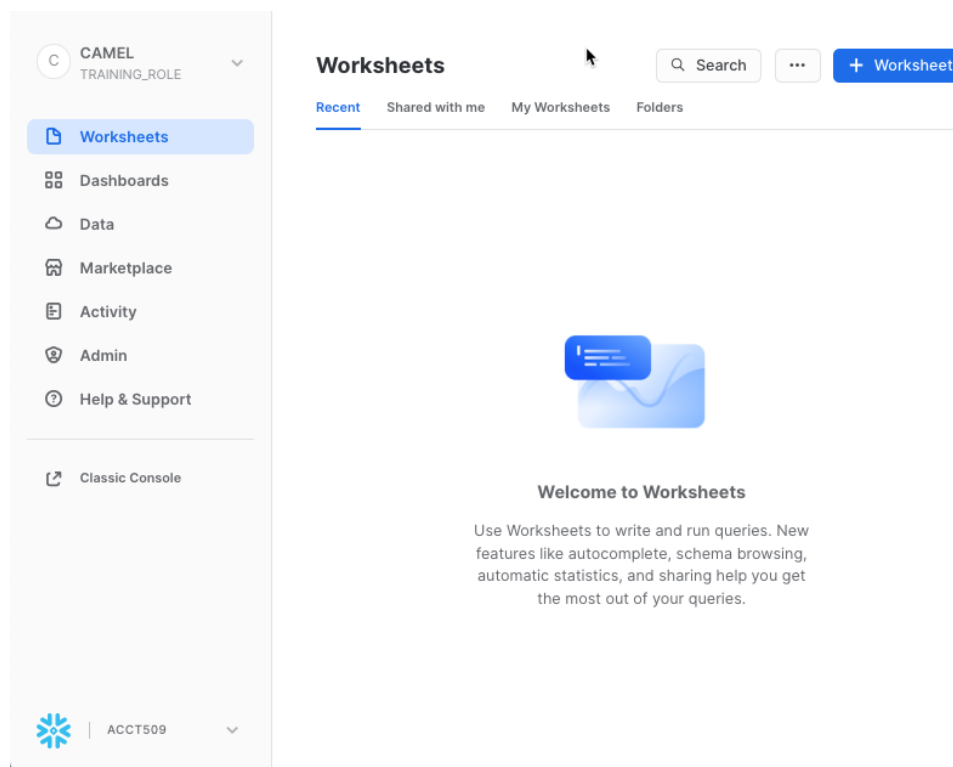 C
CAMEL
TRAINING_ROLE
Worksheets
Dashboards
Data
Marketplace
Activity
Admin
Help & Support
Classic Console
ACCT509
Worksheets
Search
+ Worksheet
Recent
Shared with me
My Worksheets
Folders
Welcome to Worksheets
Use Worksheets to write and run queries. New
features like autocomplete, schema browsing,
automatic statistics, and sharing help you get
the most out of your queries.